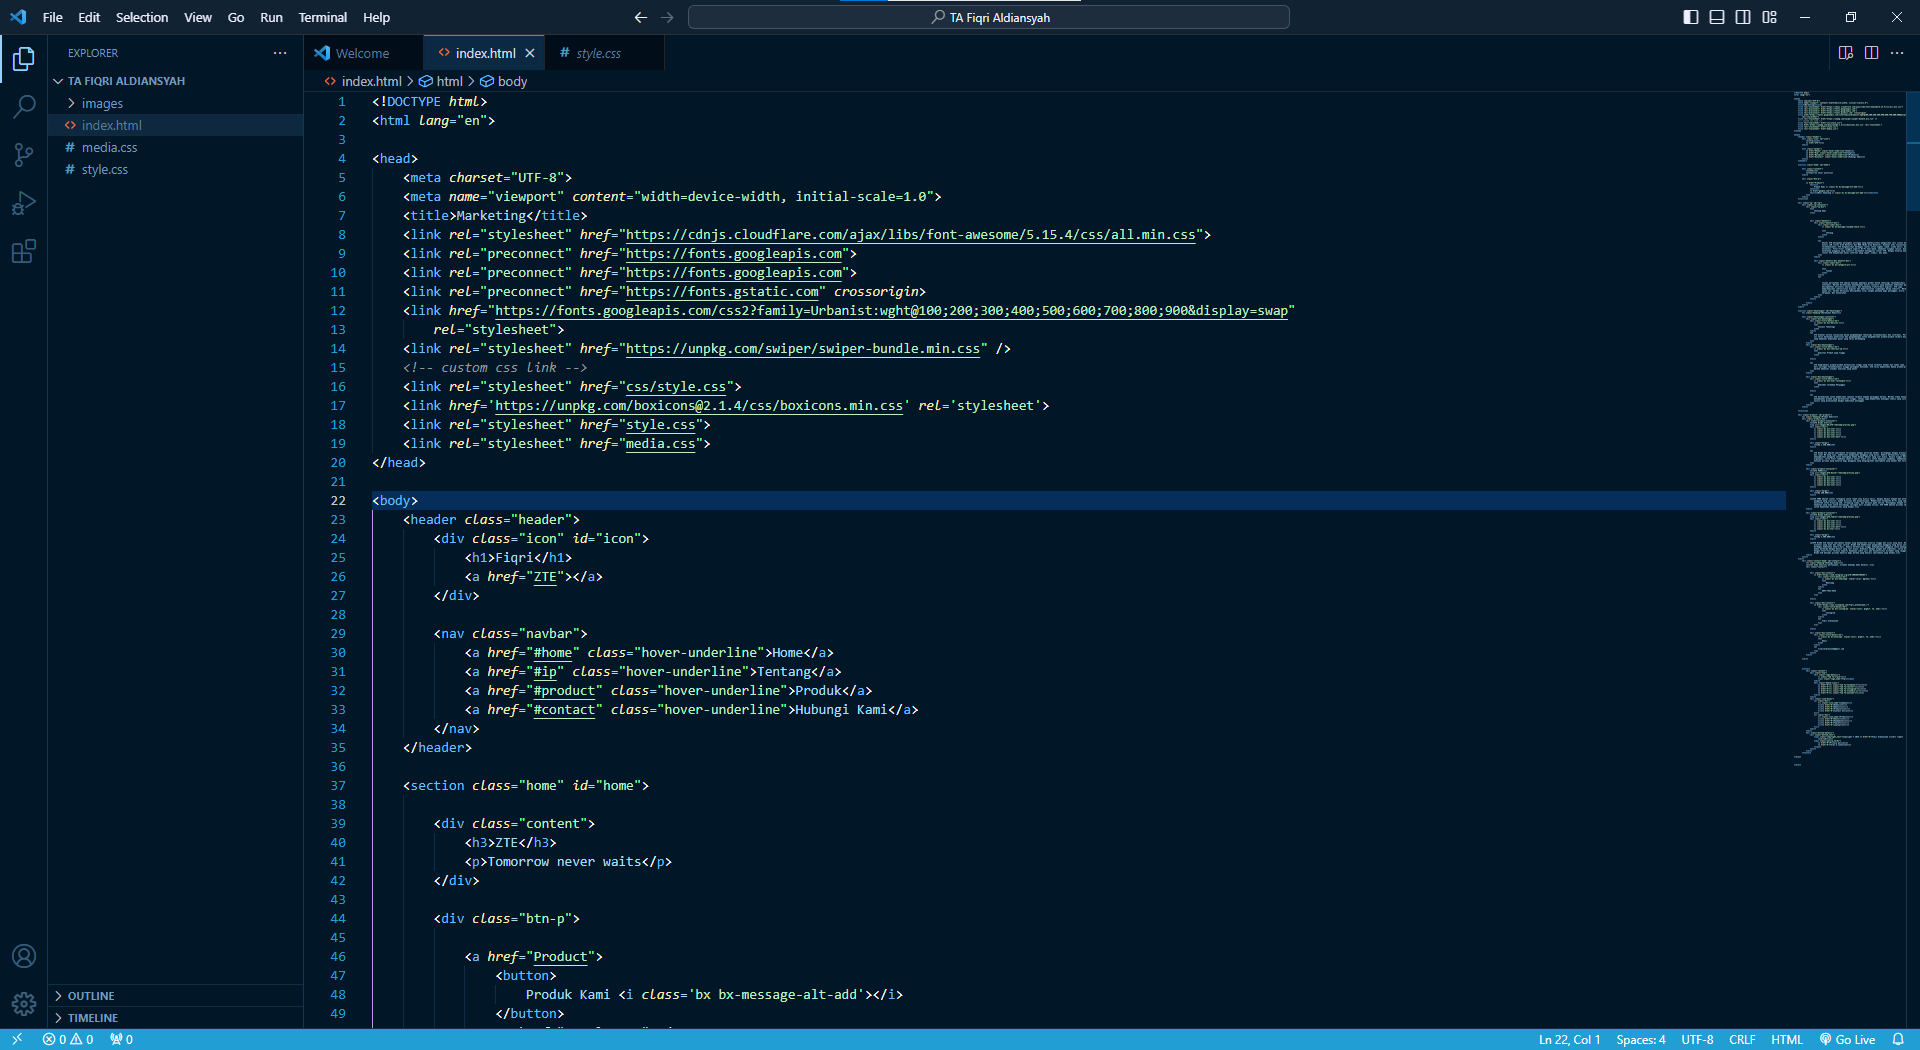 File Edit Selection View Go Run Terminal Help
TA Fiqri Aldiansyah
EXPLORER
TA FIQRI ALDIANSYAH
images
index.html
media.css
style.css
OUTLINE
TIMELINE
Welcome index.html style.css
index.html > html > body
1 <!DOCTYPE html>
2 <html lang="en">
3
4 <head>
5 <meta charset="UTF-8">
6 <meta name="viewport" content="width=device-width, initial-scale=1.0">
7 <title>Marketing</title>
8 <link rel="stylesheet" href="https://cdnjs.cloudflare.com/ajax/libs/font-awesome/5.15.4/css/all.min.css">
9 <link rel="preconnect" href="https://fonts.googleapis.com">
10 <link rel="preconnect" href="https://fonts.googleapis.com">
11 <link rel="preconnect" href="https://fonts.gstatic.com" crossorigin>
12 <link href="https://fonts.googleapis.com/css2?family=Urbanist:wght@100;200;300;400;500;600;700;800;900&display=swap"
13 rel="stylesheet">
14 <link rel="stylesheet" href="https://unpkg.com/swiper/swiper-bundle.min.css" />
15 <!-- custom css link -->
16 <link rel="stylesheet" href="css/style.css">
17 <link href='https://unpkg.com/boxicons@2.1.4/css/boxicons.min.css' rel='stylesheet'>
18 <link rel="stylesheet" href="style.css">
19 <link rel="stylesheet" href="media.css">
20 </head>
21
22 <body>
23 <header class="header">
24 <div class="icon" id="icon">
25 <h1>Fiqri</h1>
26 <a href="ZTE"></a>
27 </div>
28
29 <nav class="navbar">
30 <a href="#home" class="hover-underline">Home</a>
31 <a href="#ip" class="hover-underline">Tentang</a>
32 <a href="#product" class="hover-underline">Produk</a>
33 <a href="#contact" class="hover-underline">Hubungi Kami</a>
34 </nav>
35 </header>
36
37 <section class="home" id="home">
38
39 <div class="content">
40 <h3>ZTE</h3>
41 <p>Tomorrow never waits</p>
42 </div>
43
44 <div class="btn-p">
45
46 <a href="Product">
47 <button>
48 Produk Kami <i class='bx bx-message-alt-add'></i>
49 </button>
0 0 0 Ln 22, Col 1 Spaces: 4 UTF-8 CRLF HTML Go Live